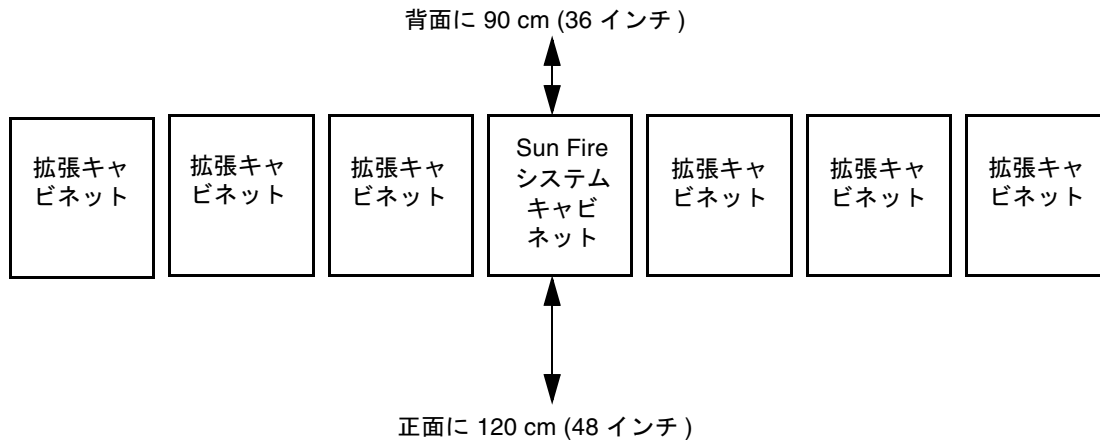 背面に 90 cm (36 インチ )
拡張キャ
ビネット
拡張キャ
ビネット
拡張キャ
ビネット
Sun Fire
システム
キャビ
ネット
拡張キャ
ビネット
拡張キャ
ビネット
拡張キャ
ビネット
正面に 120 cm (48 インチ )